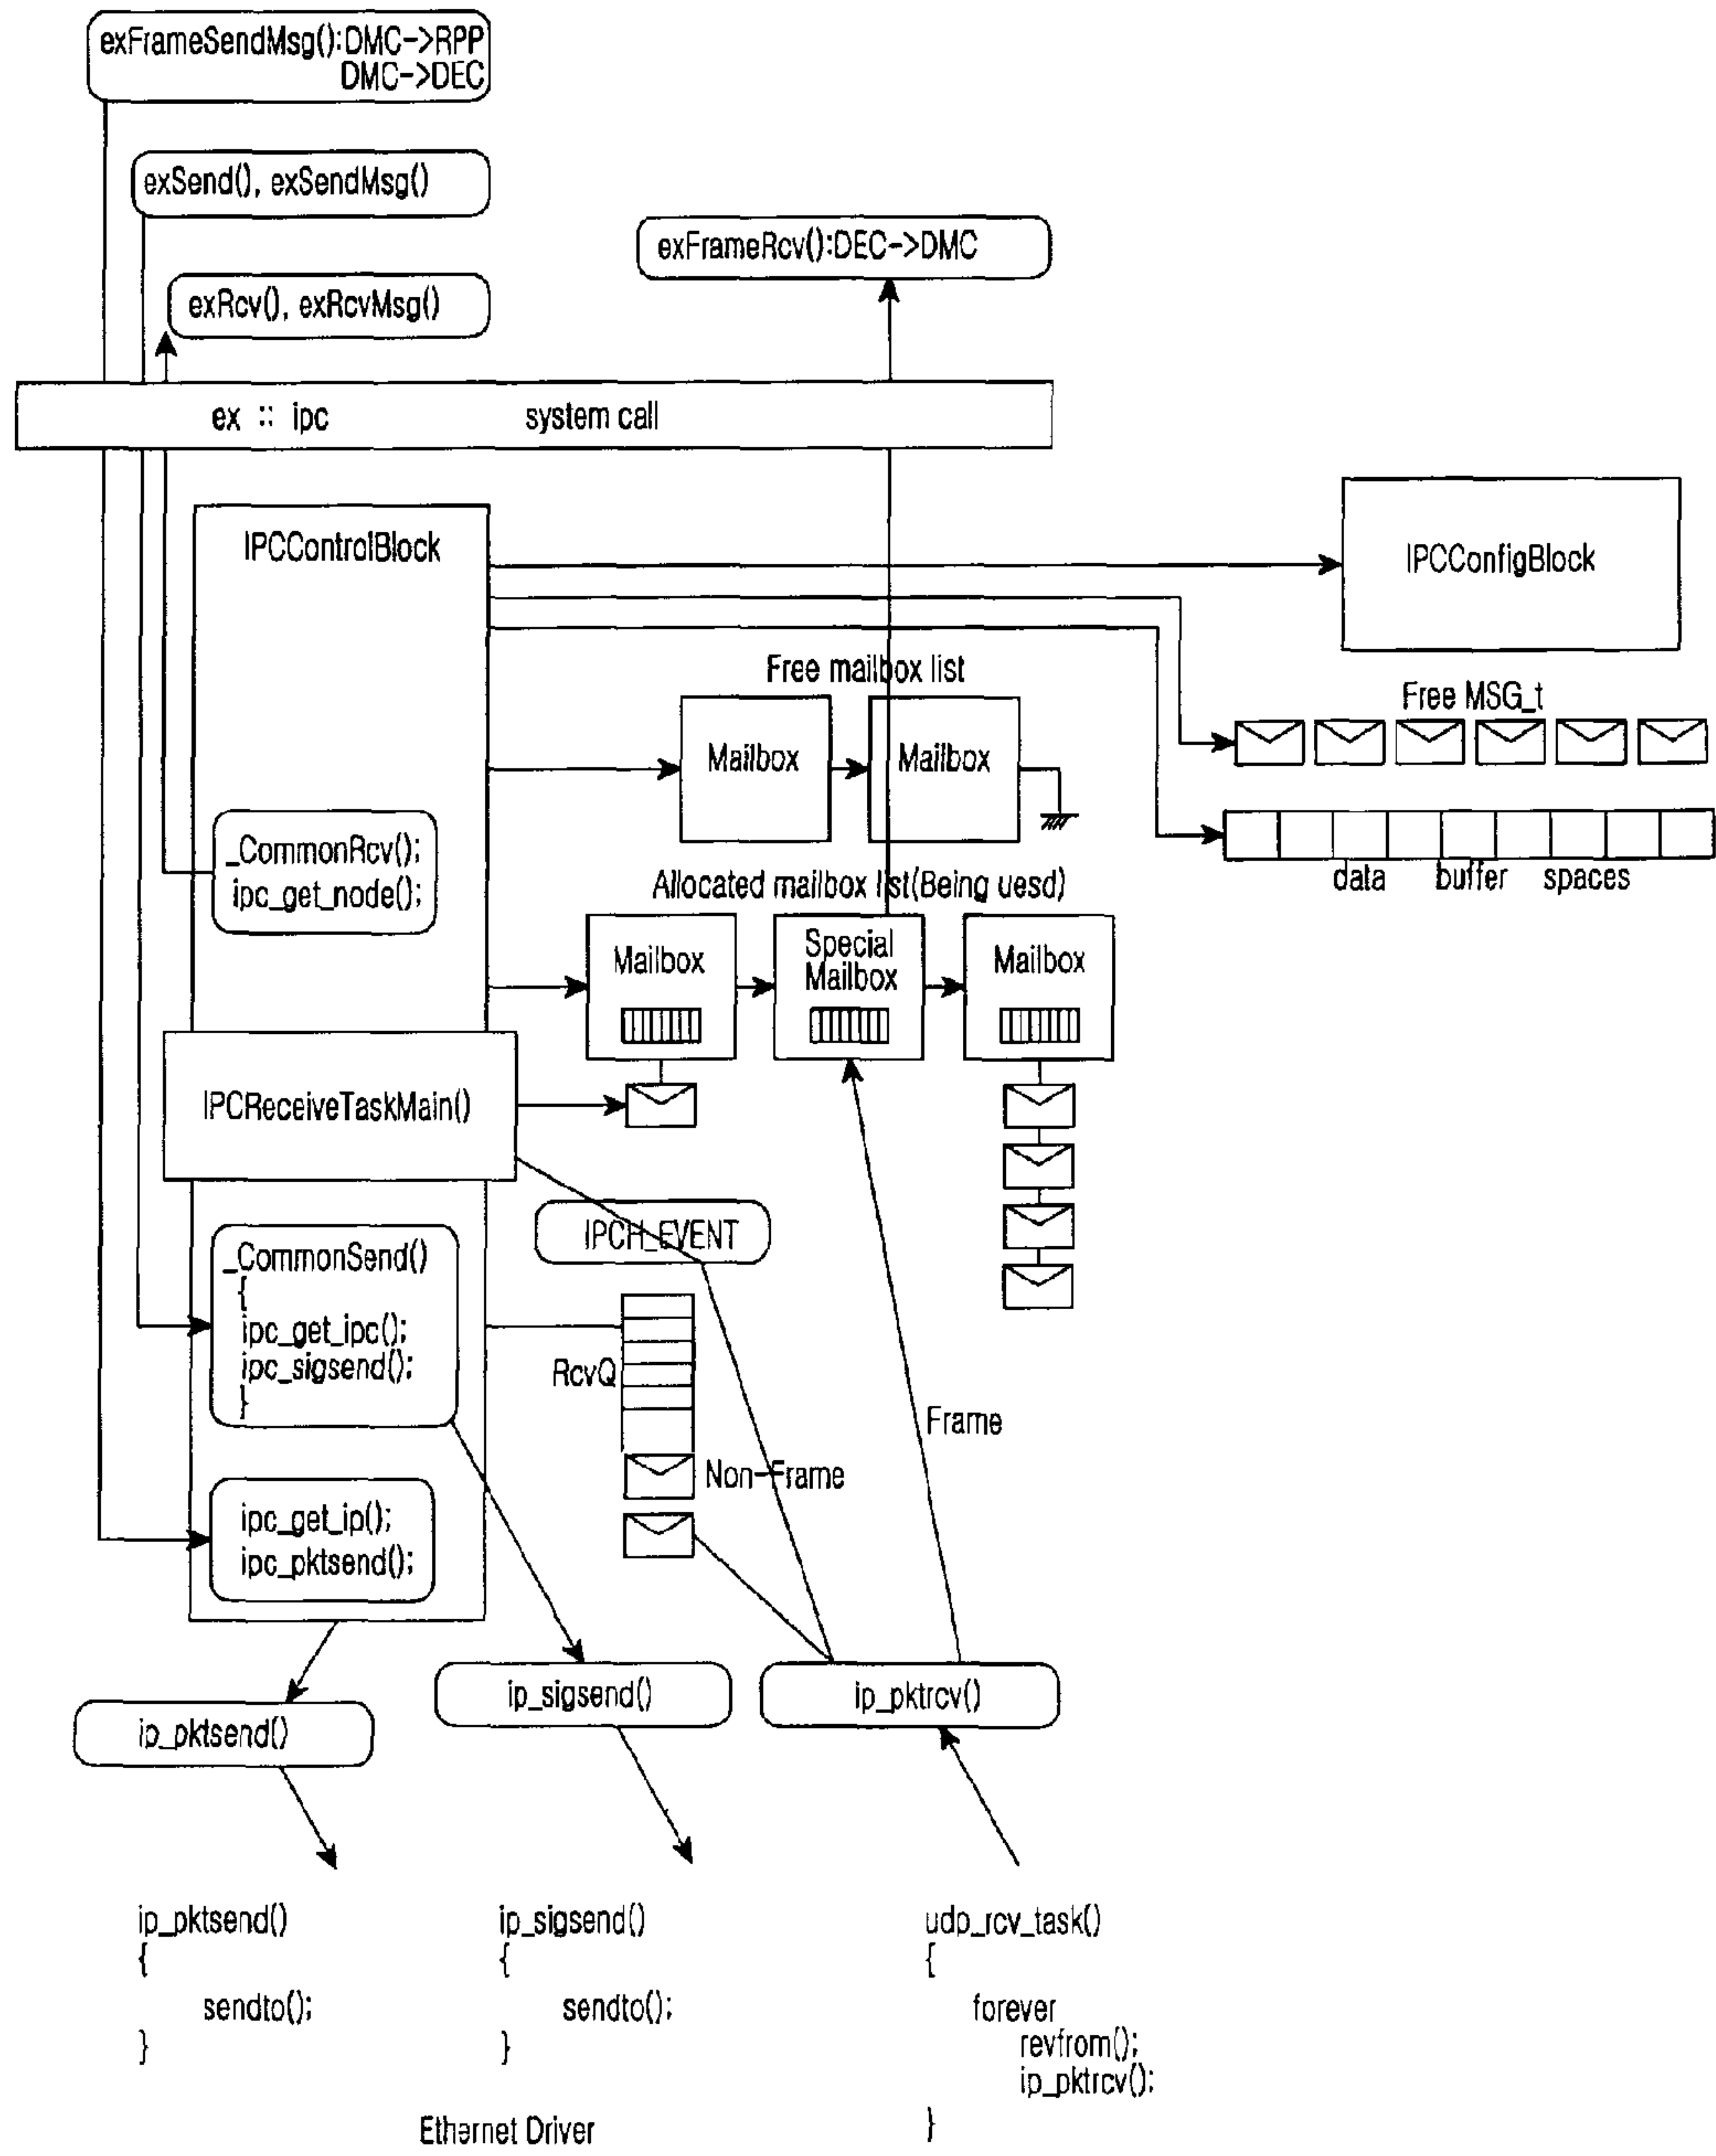 exFrameSendMsg():DMC->RPP
DMC->DEC
exSend(), exSendMsg()
exFrameRcv():DEC->DMC
exRcv(), exRcvMsg()
ex :: ipc system call
IPCControlBlock
IPCConfigBlock
Free mailbox list
Free MSG_t
Mailbox
Mailbox
_CommonRcv();
ipc_get_node();
data buffer spaces
Allocated mailbox list(Being uesd)
Mailbox
Special
Mailbox
Mailbox
IPCReceiveTaskMain()
IPCH_EVENT
_CommonSend()
{
ipc_get_ipc();
ipc_sigsend();
}
RcvQ
Frame
Non-Frame
ipc_get_ip();
ipc_pktsend();
ip_sigsend()
ip_pktrcv()
ip_pktsend()
ip_pktsend()
{
sendto();
}
ip_sigsend()
{
sendto();
}
udp_rcv_task()
{
forever
revfrom();
ip_pktrcv();
}
Ethernet Driver